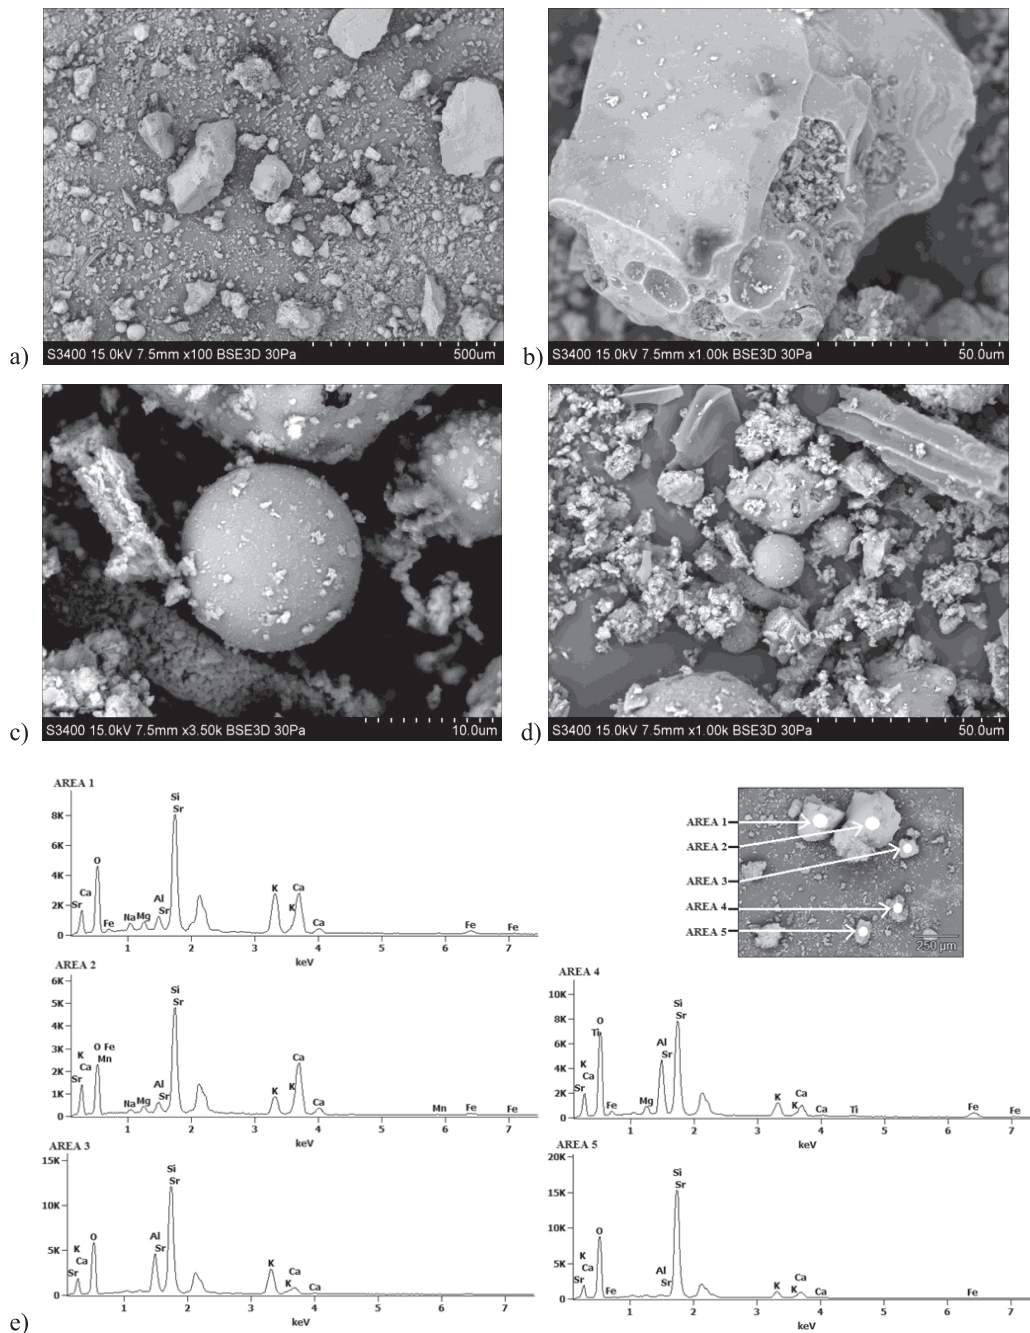 S3400 15.0kV 7.5mm x100 BSE3D 30Pa 500um
a)
S3400 15.0kV 7.5mm x1.00k BSE3D 30Pa 50.0um
b)
S3400 15.0kV 7.5mm x3.50k BSE3D 30Pa 10.0um
c)
S3400 15.0kV 7.5mm x1.00k BSE3D 30Pa 50.0um
d)
AREA 1
Si
Sr
8K
6K
4K
2K
0
O
Ca
Sr
Fe
Na
Mg
Al
Sr
K
K
Ca
Ca
Fe
Fe
1 2 3 4 5 6 7
keV
AREA 1
AREA 2
AREA 3
AREA 4
AREA 5
250 µm
AREA 2
6K
5K
4K
3K
2K
1K
0
Si
Sr
O Fe
Mn
K
Ca
Sr
Na
Mg
Al
Sr
K
K
Ca
Ca
Mn
Fe
Fe
1 2 3 4 5 6 7
keV
AREA 4
10K
8K
6K
4K
2K
0
Si
Sr
O
Ti
K
Ca
Sr
Fe
Mg
Al
Sr
K
K
Ca
Ca
Ti
Fe
Fe
1 2 3 4 5 6 7
keV
AREA 3
15K
10K
5K
0
Si
Sr
O
K
Ca
Sr
Al
Sr
K
K
Ca
Ca
1 2 3 4 5 6 7
keV
AREA 5
20K
15K
10K
5K
0
Si
Sr
O
K
Ca
Sr
Fe
Al
Sr
K
K
Ca
Ca
Fe
1 2 3 4 5 6 7
keV
e)